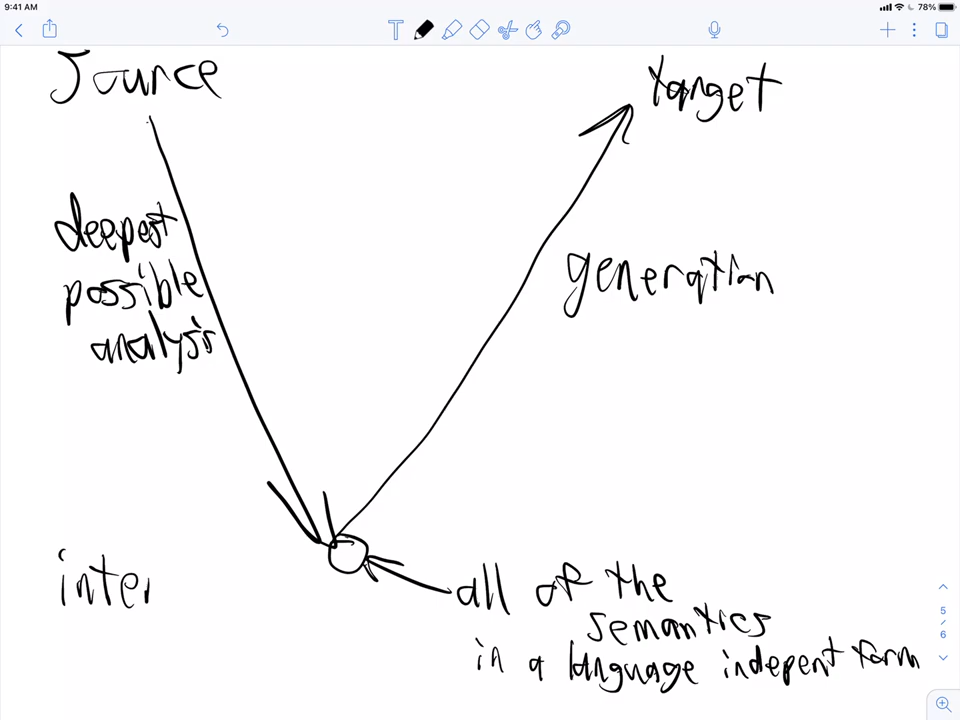 9:41 AM
78%
T
Source
target
deepest
possible
analysis
generation
inter
all of the
semantics
in a language indepent form
5
/
6